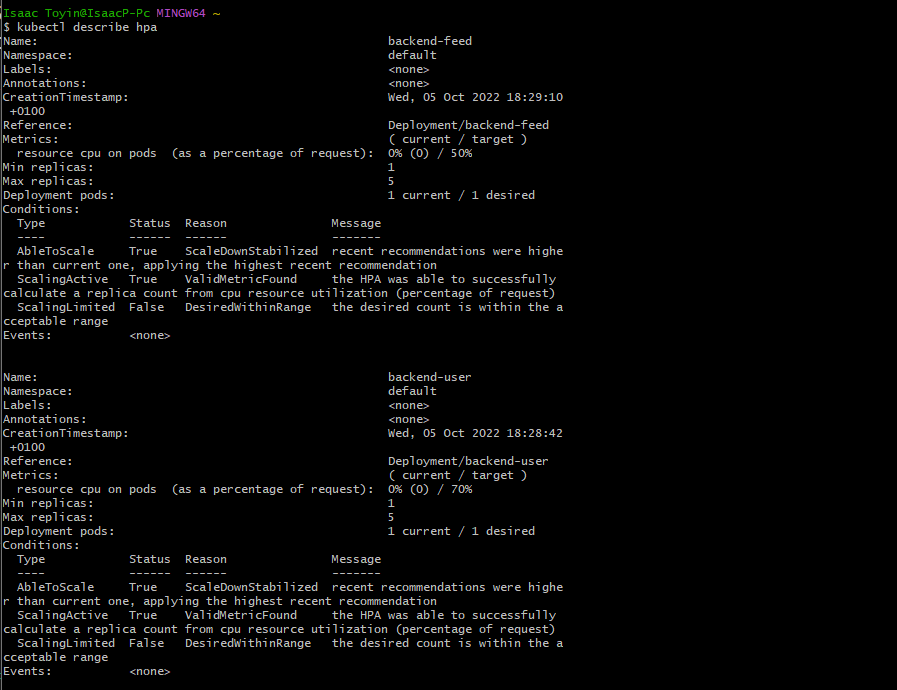 Isaac Toyin@IsaacP-Pc MINGW64 ~
$ kubectl describe hpa
Name:                                                  backend-feed
Namespace:                                             default
Labels:                                                <none>
Annotations:                                           <none>
CreationTimestamp:                                     Wed, 05 Oct 2022 18:29:10
 +0100
Reference:                                             Deployment/backend-feed
Metrics:                                               ( current / target )
  resource cpu on pods  (as a percentage of request):  0% (0) / 50%
Min replicas:                                          1
Max replicas:                                          5
Deployment pods:                                       1 current / 1 desired
Conditions:
  Type            Status  Reason               Message
  ----            ------  ------               -------
  AbleToScale     True    ScaleDownStabilized  recent recommendations were highe
r than current one, applying the highest recent recommendation
  ScalingActive   True    ValidMetricFound     the HPA was able to successfully
calculate a replica count from cpu resource utilization (percentage of request)
  ScalingLimited  False   DesiredWithinRange   the desired count is within the a
cceptable range
Events:           <none>
Name:                                                  backend-user
Namespace:                                             default
Labels:                                                <none>
Annotations:                                           <none>
CreationTimestamp:                                     Wed, 05 Oct 2022 18:28:42
 +0100
Reference:                                             Deployment/backend-user
Metrics:                                               ( current / target )
  resource cpu on pods  (as a percentage of request):  0% (0) / 70%
Min replicas:                                          1
Max replicas:                                          5
Deployment pods:                                       1 current / 1 desired
Conditions:
  Type            Status  Reason               Message
  ----            ------  ------               -------
  AbleToScale     True    ScaleDownStabilized  recent recommendations were highe
r than current one, applying the highest recent recommendation
  ScalingActive   True    ValidMetricFound     the HPA was able to successfully
calculate a replica count from cpu resource utilization (percentage of request)
  ScalingLimited  False   DesiredWithinRange   the desired count is within the a
cceptable range
Events:           <none>